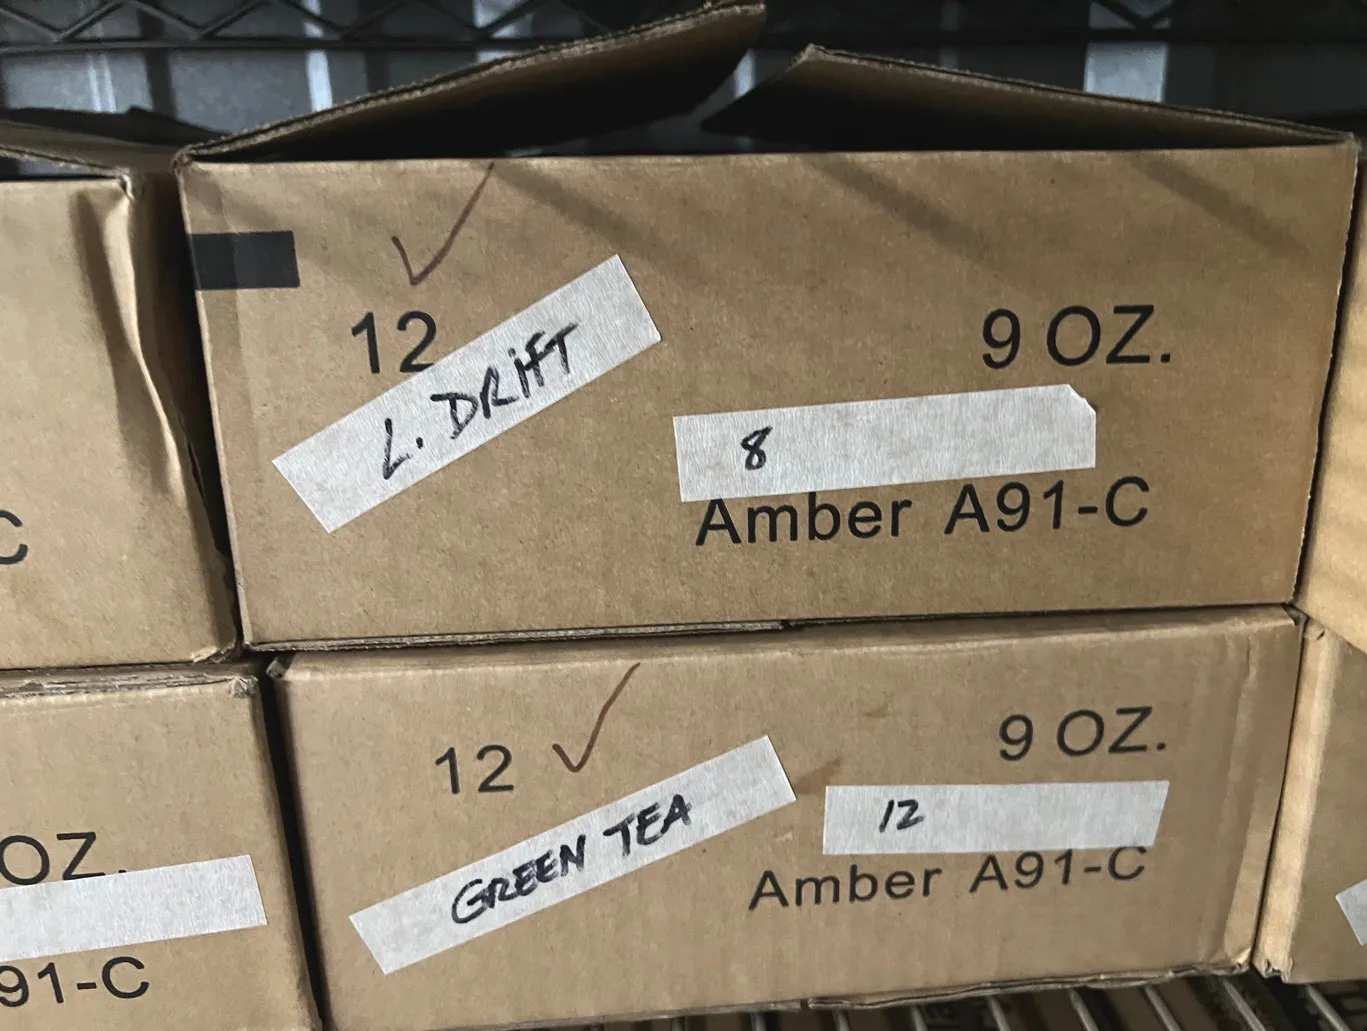 12
9 OZ.
L. DRIFT
8
Amber A91-C
C
12
9 OZ.
GREEN TEA
12
Amber A91-C
OZ.
91-C